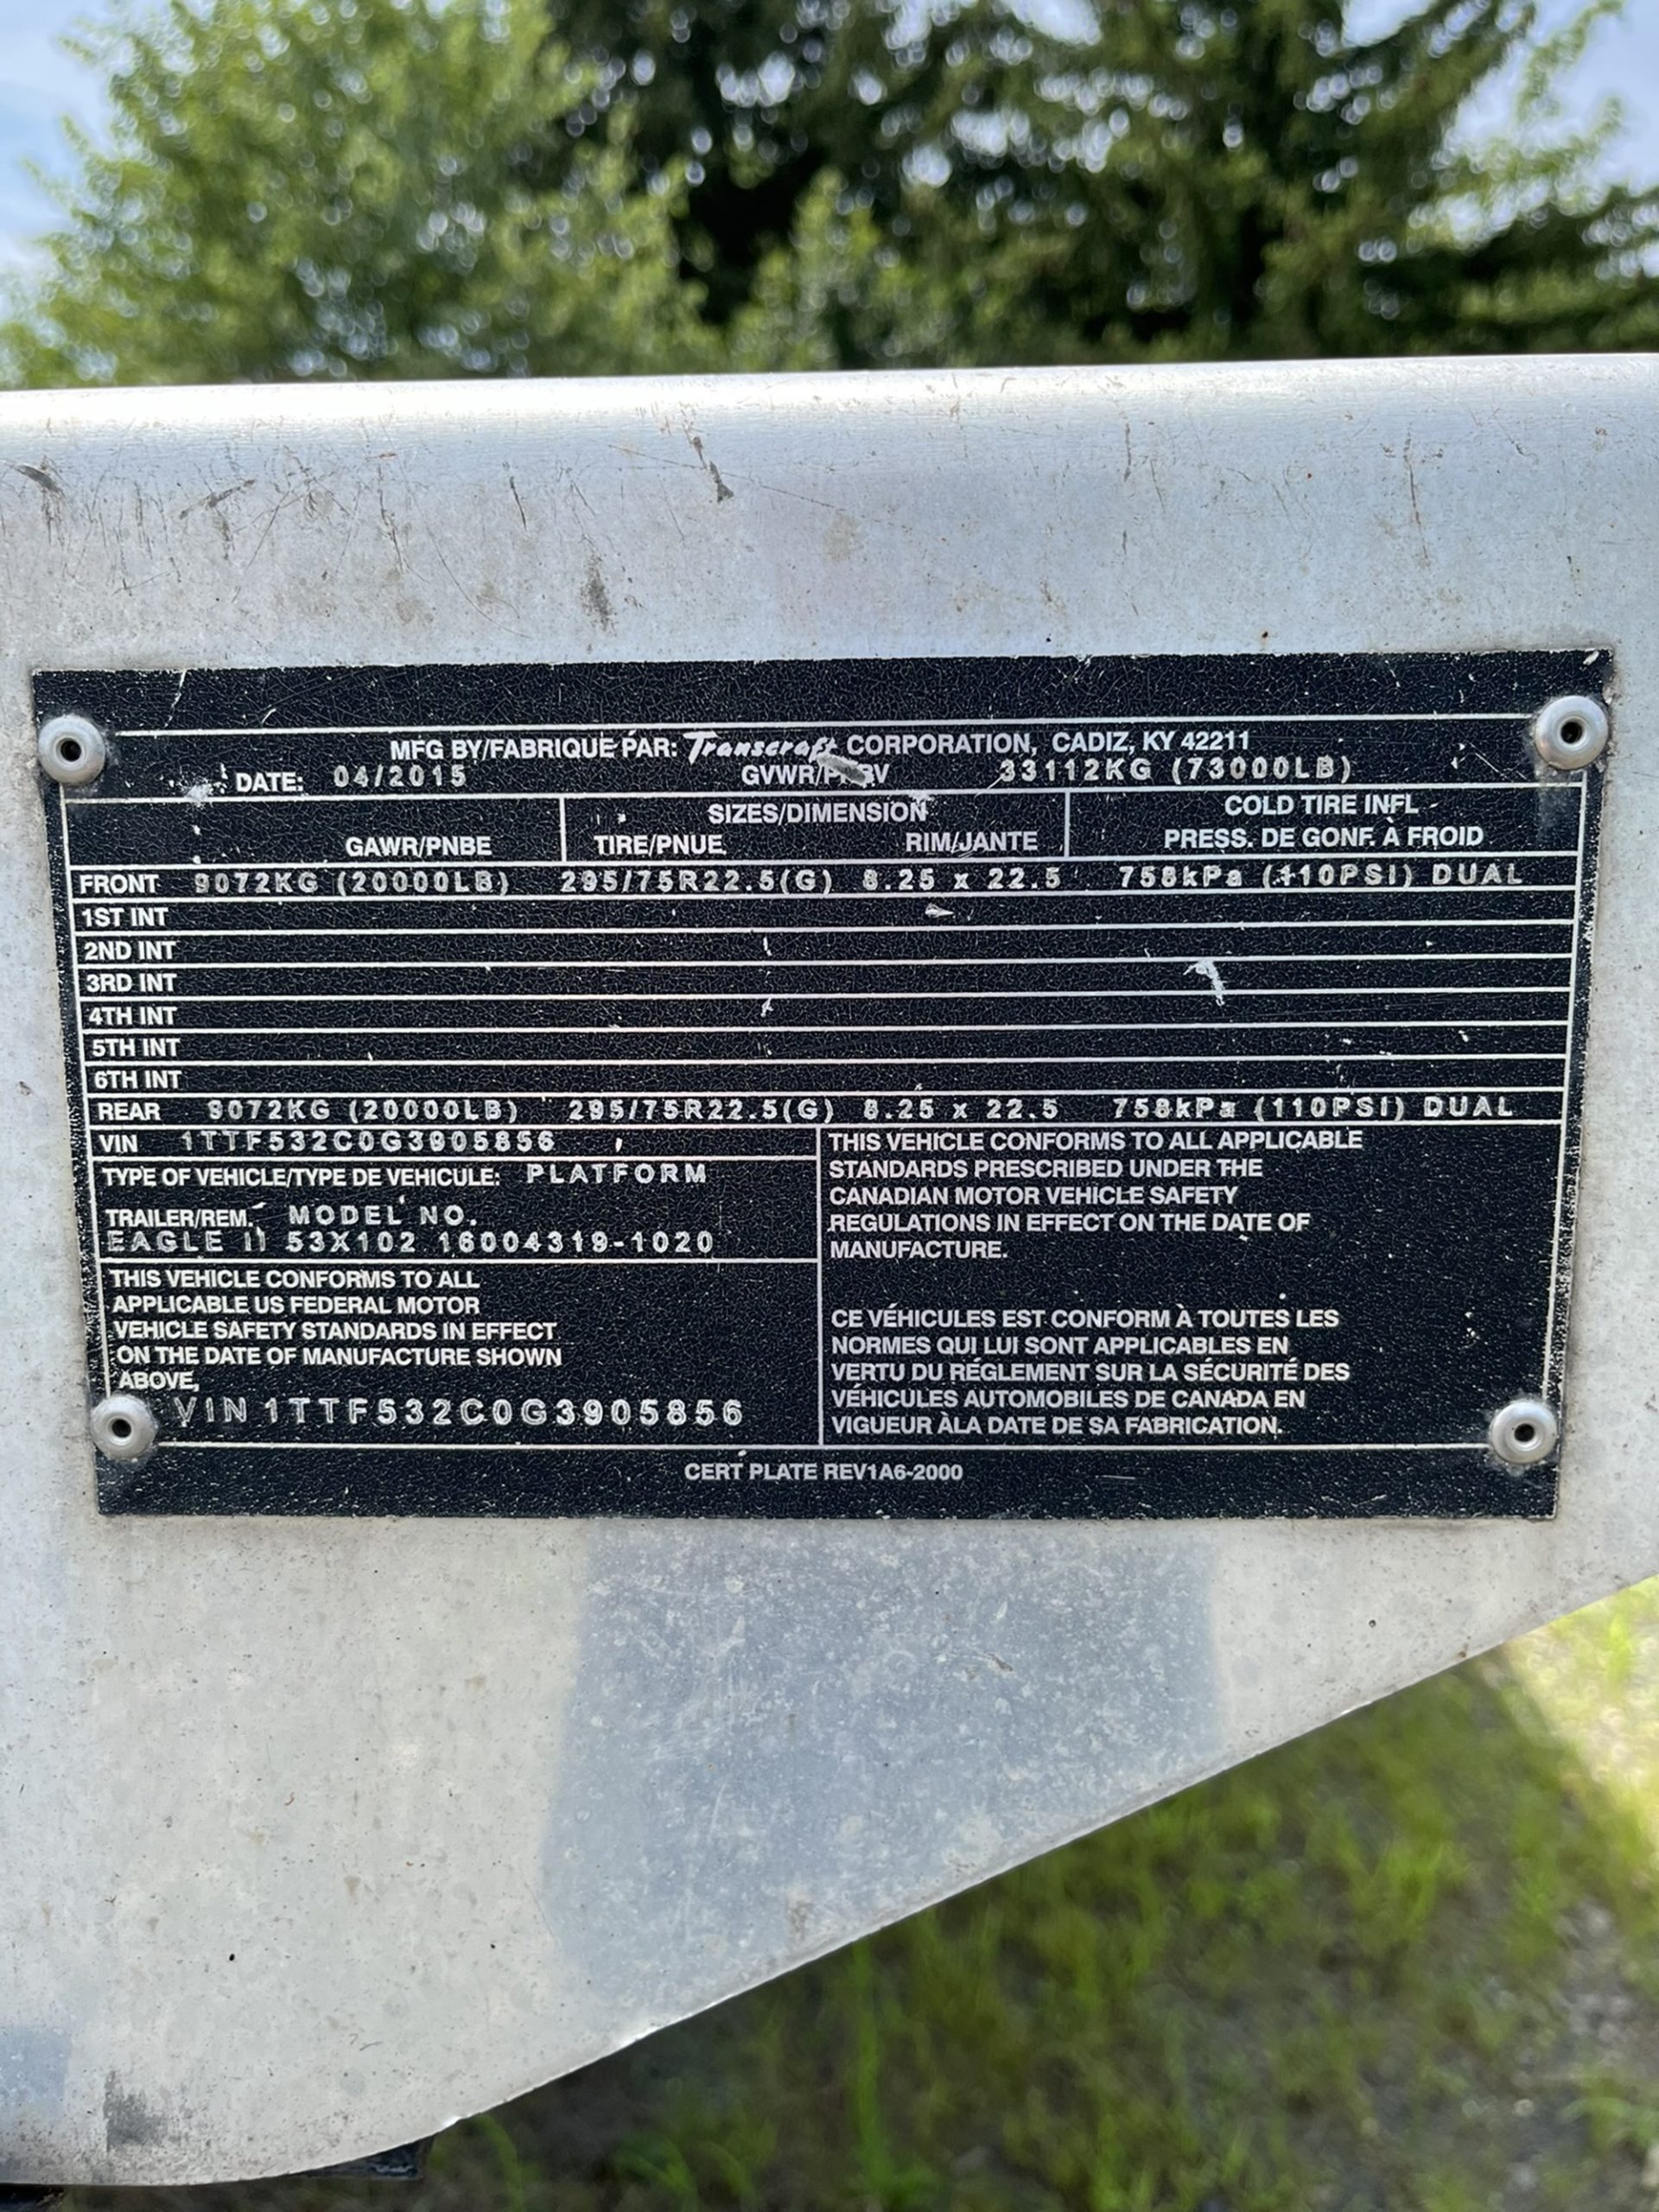 MFG BY/FABRIQUE PAR: Transcraft CORPORATION, CADIZ, KY 42211
DATE: 04/2015 GVWR/PNBV 33112KG (73000LB)
SIZES/DIMENSION COLD TIRE INFL
GAWR/PNBE TIRE/PNUE RIM/JANTE PRESS. DE GONF. À FROID
FRONT 9072KG (20000LB) 295/75R22.5(G) 8.25 x 22.5 758kPa (110PSI) DUAL
1ST INT
2ND INT
3RD INT
4TH INT
5TH INT
6TH INT
REAR 9072KG (20000LB) 295/75R22.5(G) 8.25 x 22.5 758kPa (110PSI) DUAL
VIN 1TTF532C0G3905856
TYPE OF VEHICLE/TYPE DE VEHICULE: PLATFORM
TRAILER/REM. MODEL NO.
EAGLE II 53X102 16004319-1020
THIS VEHICLE CONFORMS TO ALL
APPLICABLE US FEDERAL MOTOR
VEHICLE SAFETY STANDARDS IN EFFECT
ON THE DATE OF MANUFACTURE SHOWN
ABOVE,
VIN 1TTF532C0G3905856
THIS VEHICLE CONFORMS TO ALL APPLICABLE
STANDARDS PRESCRIBED UNDER THE
CANADIAN MOTOR VEHICLE SAFETY
REGULATIONS IN EFFECT ON THE DATE OF
MANUFACTURE.
CE VÉHICULES EST CONFORM À TOUTES LES
NORMES QUI LUI SONT APPLICABLES EN
VERTU DU RÉGLEMENT SUR LA SÉCURITÉ DES
VÉHICULES AUTOMOBILES DE CANADA EN
VIGUEUR ÀLA DATE DE SA FABRICATION.
CERT PLATE REV1A6-2000